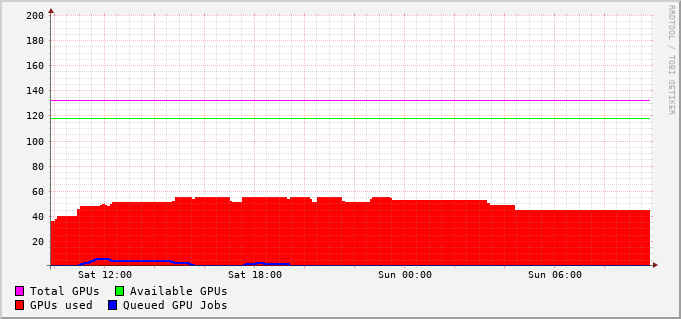 RRDTOOL / TOBI OETIKER
200
180
160
140
120
100
80
60
40
20
Sat 12:00 Sat 18:00 Sun 00:00 Sun 06:00
Total GPUs Available GPUs
GPUs used Queued GPU Jobs